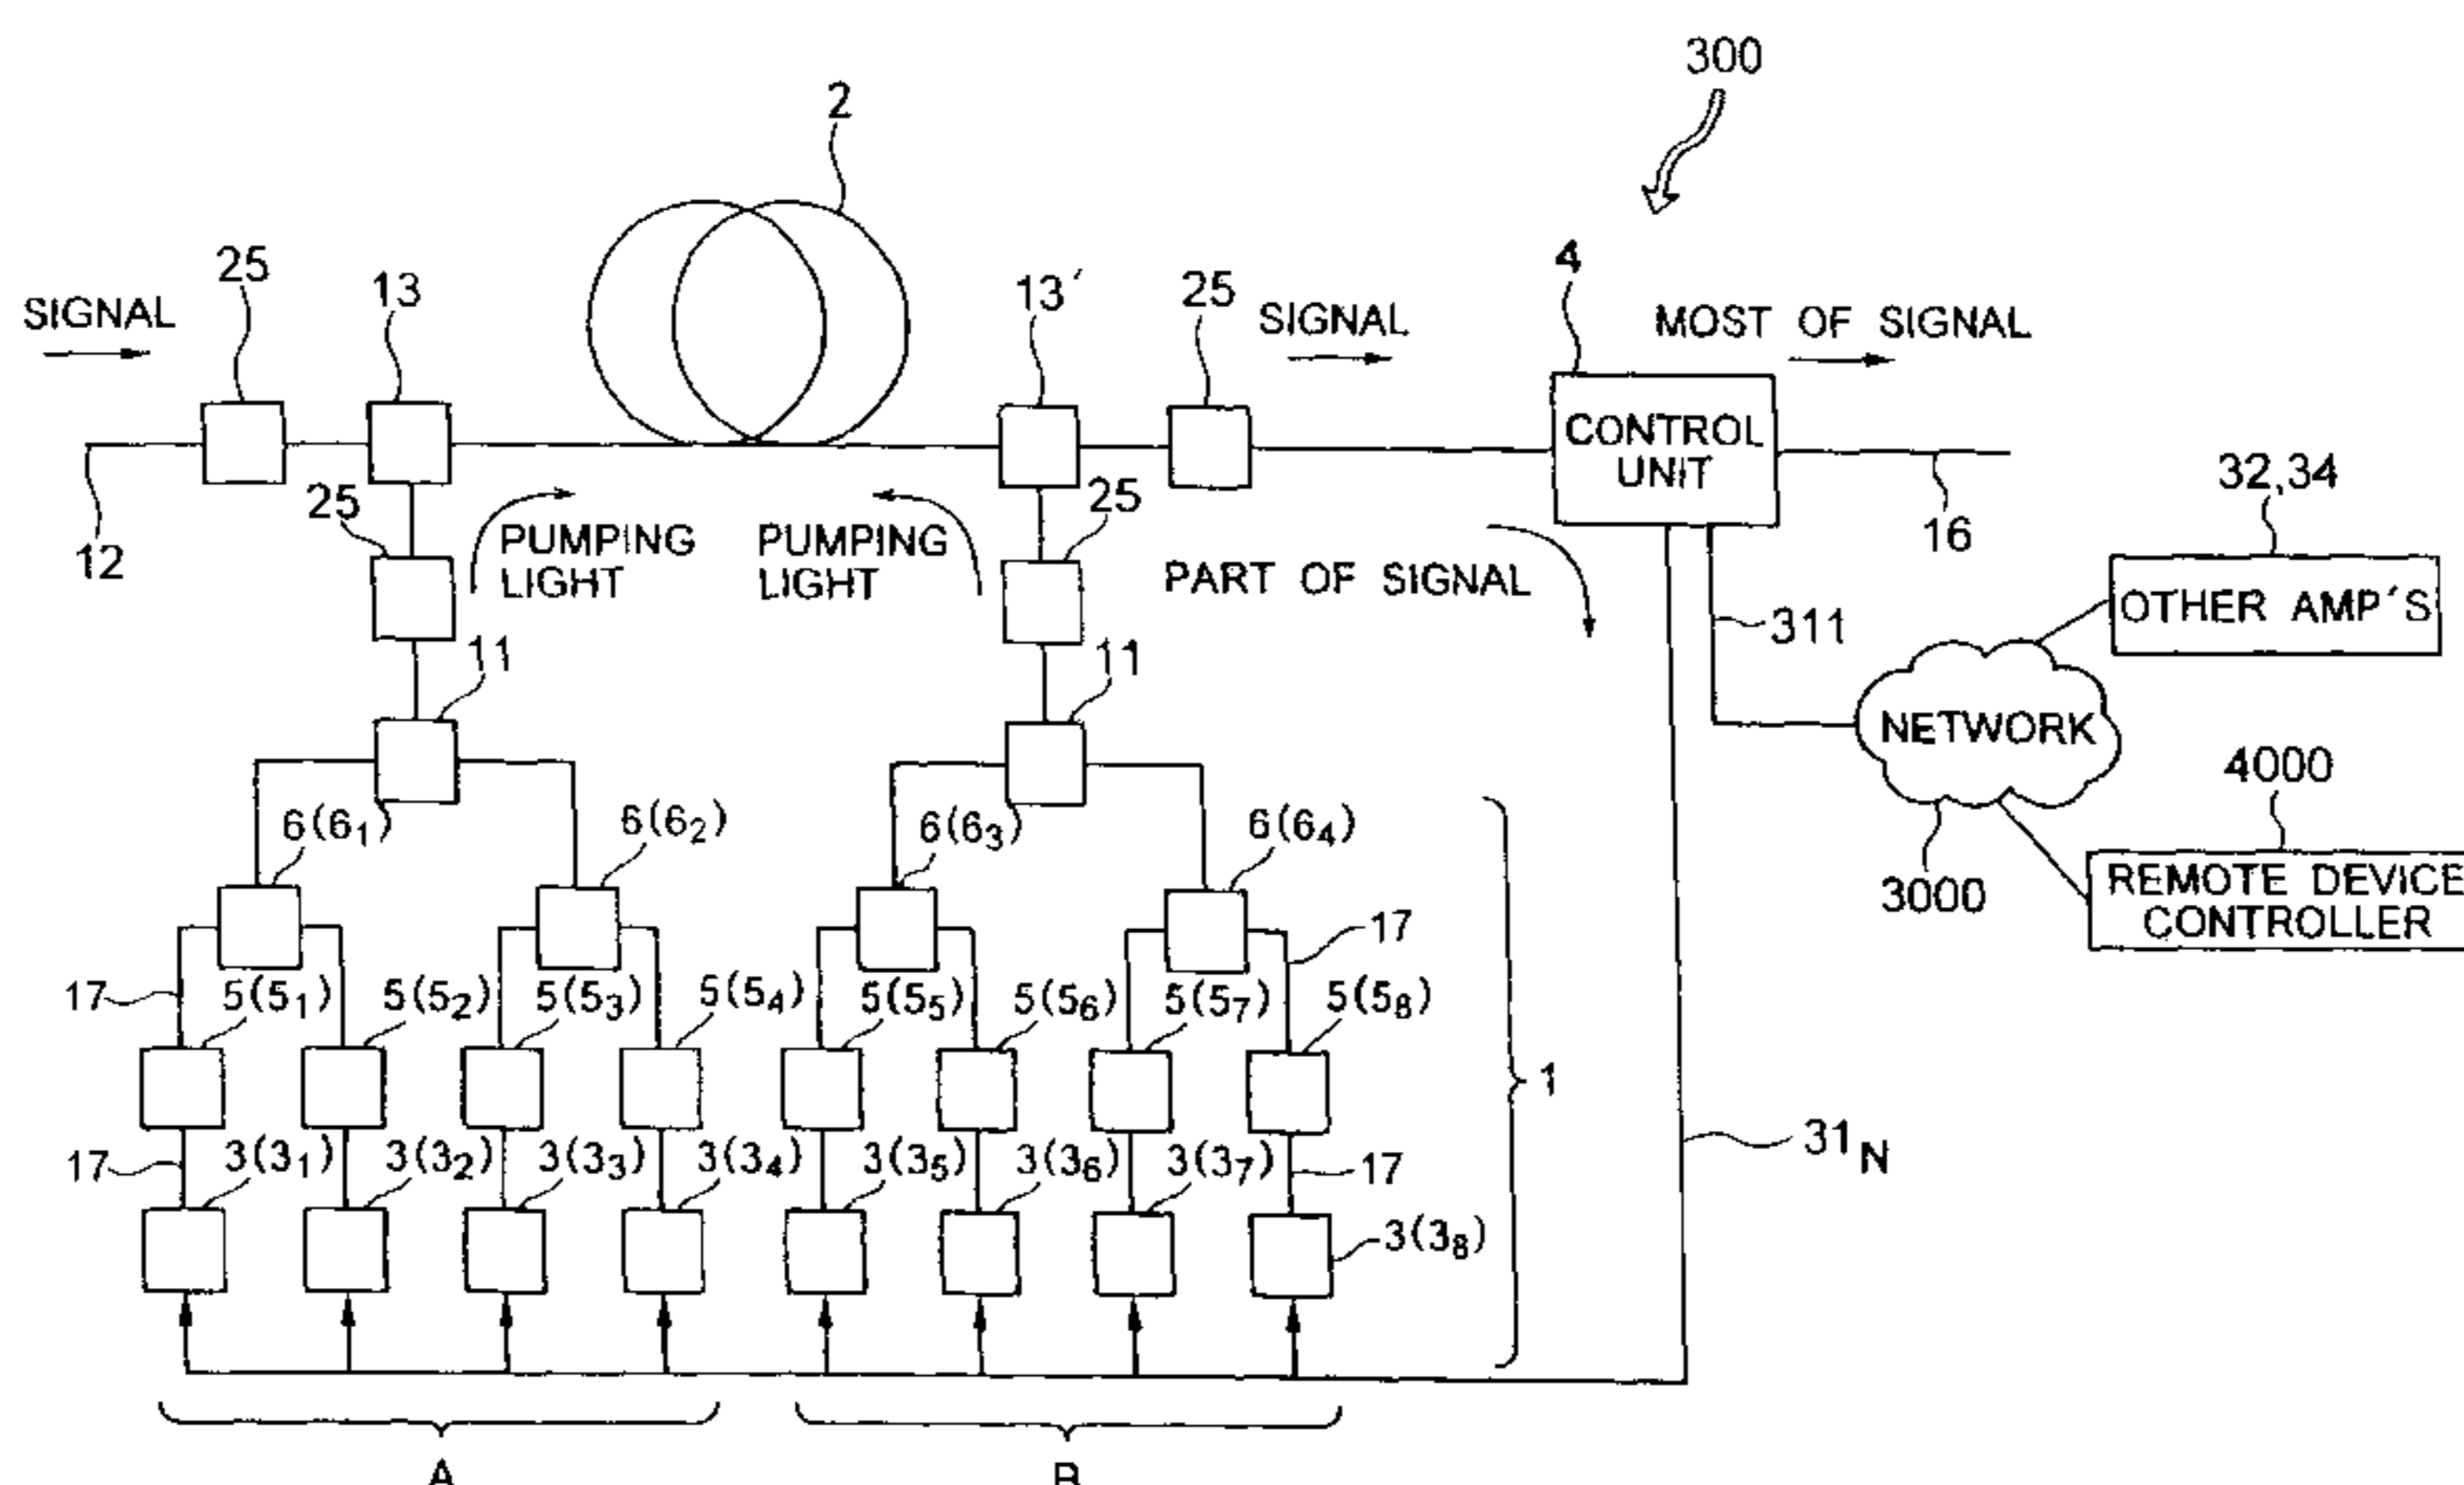 300
2
25
13
13′
25
4
SIGNAL
SIGNAL
MOST OF SIGNAL
CONTROL
UNIT
12
25
PUMPING
LIGHT
PUMPING
LIGHT
25
PART OF SIGNAL
16
32,34
OTHER AMP'S
311
11
11
NETWORK
4000
6(6₁)
6(6₂)
6(6₃)
6(6₄)
3000
REMOTE DEVICE
CONTROLLER
17
17
5(5₁)
5(5₂)
5(5₃)
5(5₄)
5(5₅)
5(5₆)
5(5₇)
5(5₈)
1
17
3(3₁)
3(3₂)
3(3₃)
3(3₄)
3(3₅)
3(3₆)
3(3₇)
17
31 N
3(3₈)
A
B